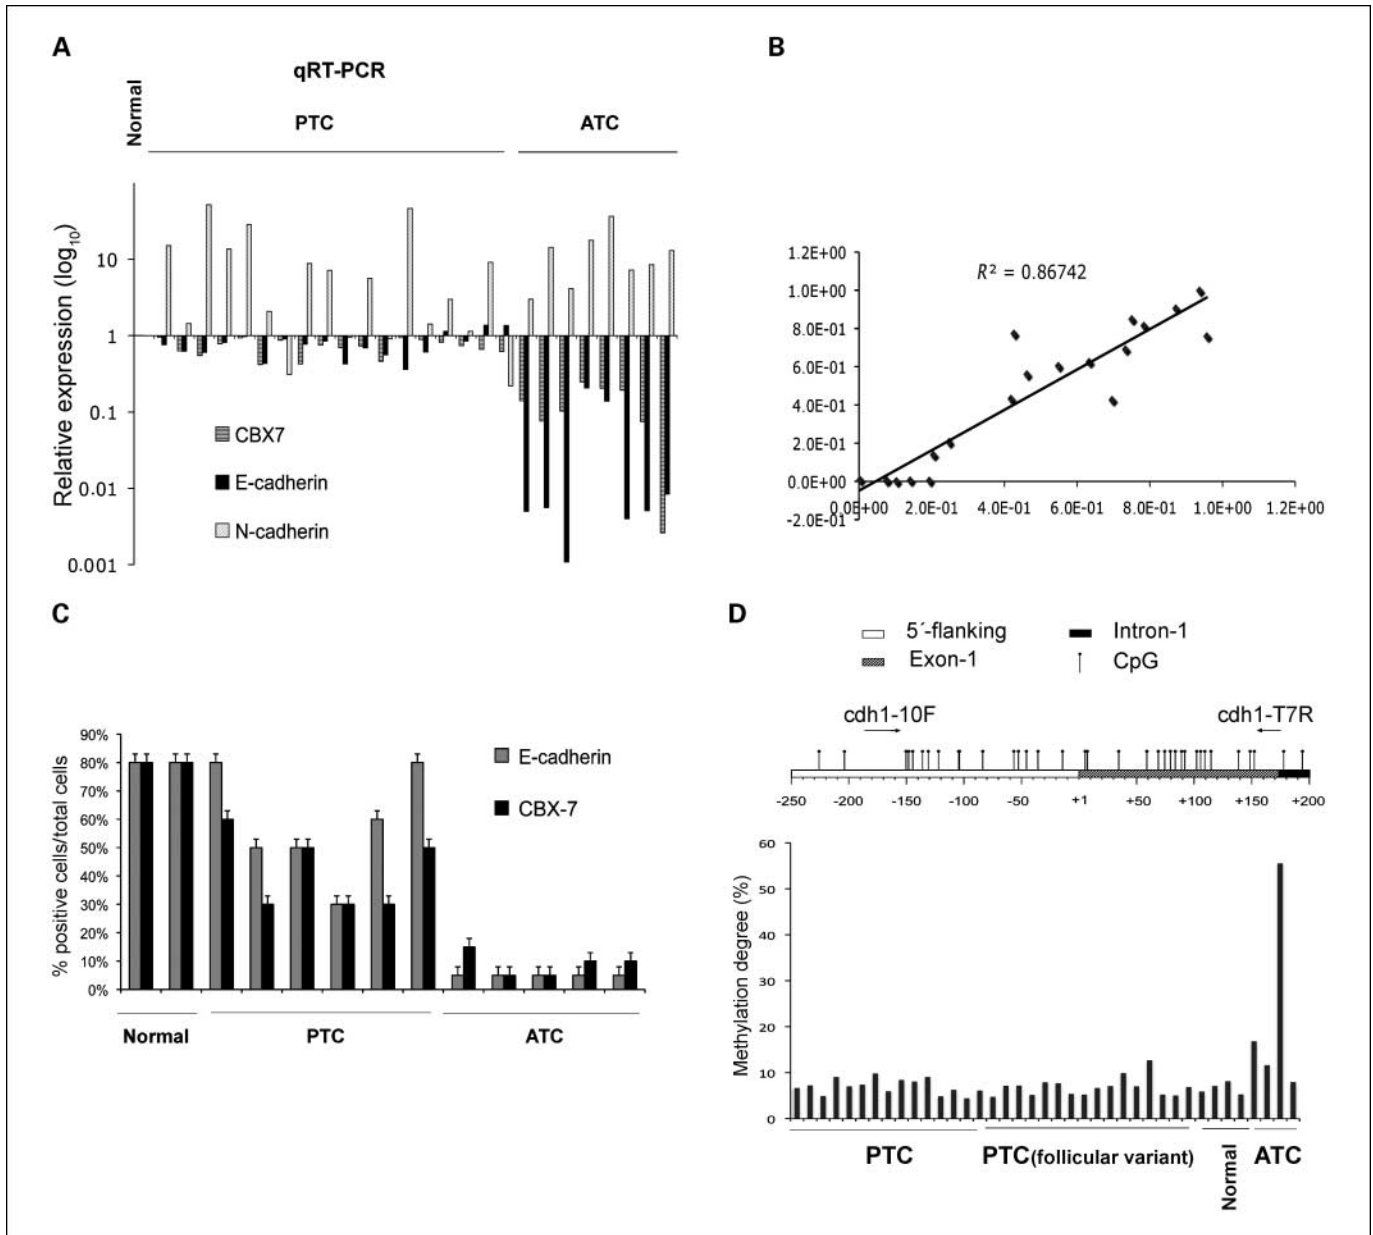 A
qRT-PCR
Normal
PTC
ATC
Relative expression (log10)
10
1
0.1
0.01
0.001
CBX7
E-cadherin
N-cadherin
B
R² = 0.86742
1.2E+00
1.0E+00
8.0E-01
6.0E-01
4.0E-01
2.0E-01
0.0E+00
-2.0E-01
0.0E+00 2.0E-01 4.0E-01 6.0E-01 8.0E-01 1.0E+00 1.2E+00
C
% positive cells/total cells
90%
80%
70%
60%
50%
40%
30%
20%
10%
0%
E-cadherin
CBX-7
Normal
PTC
ATC
D
5´-flanking
Intron-1
Exon-1
CpG
cdh1-10F
cdh1-T7R
-250 -200 -150 -100 -50 +1 +50 +100 +150 +200
Methylation degree (%)
60
50
40
30
20
10
0
PTC
PTC(follicular variant)
Normal
ATC